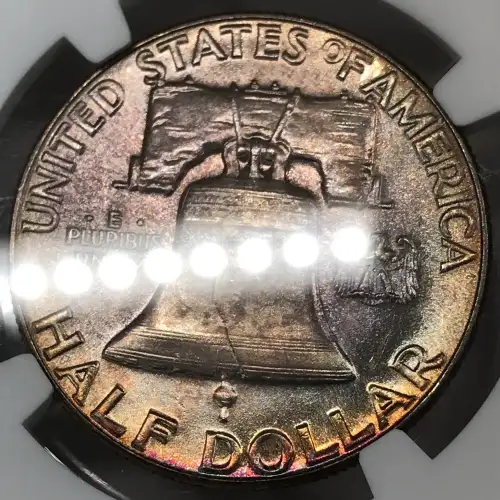 UNITED STATES OF AMERICA
· E ·
PLURIBUS
HALF DOLLAR